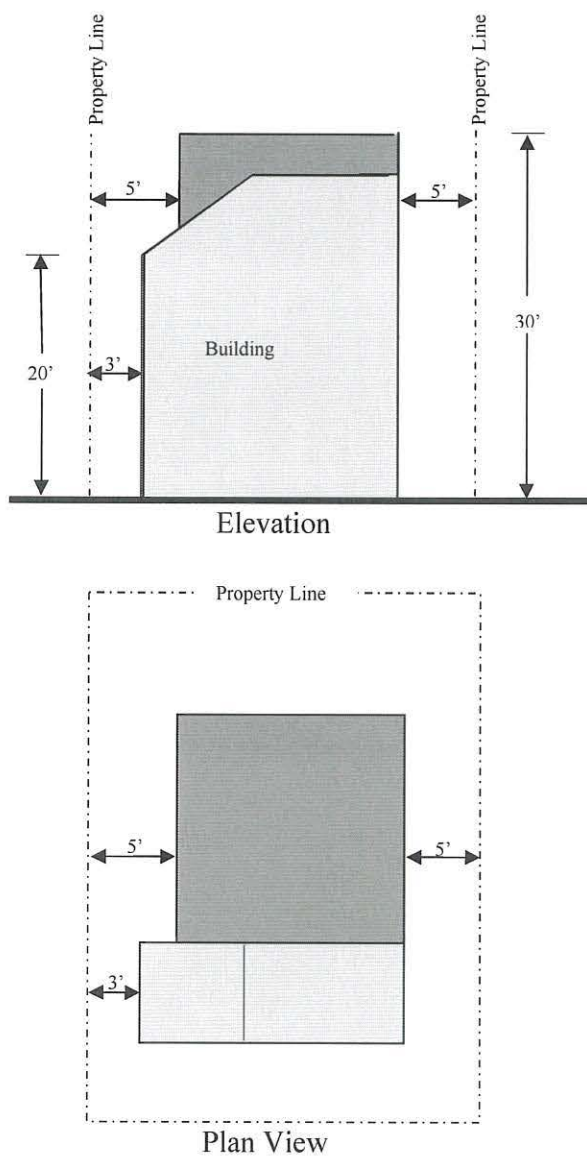 Property Line
Property Line
5'
5'
Building
3'
20'
30'
Elevation
Property Line
5'
5'
3'
Plan View